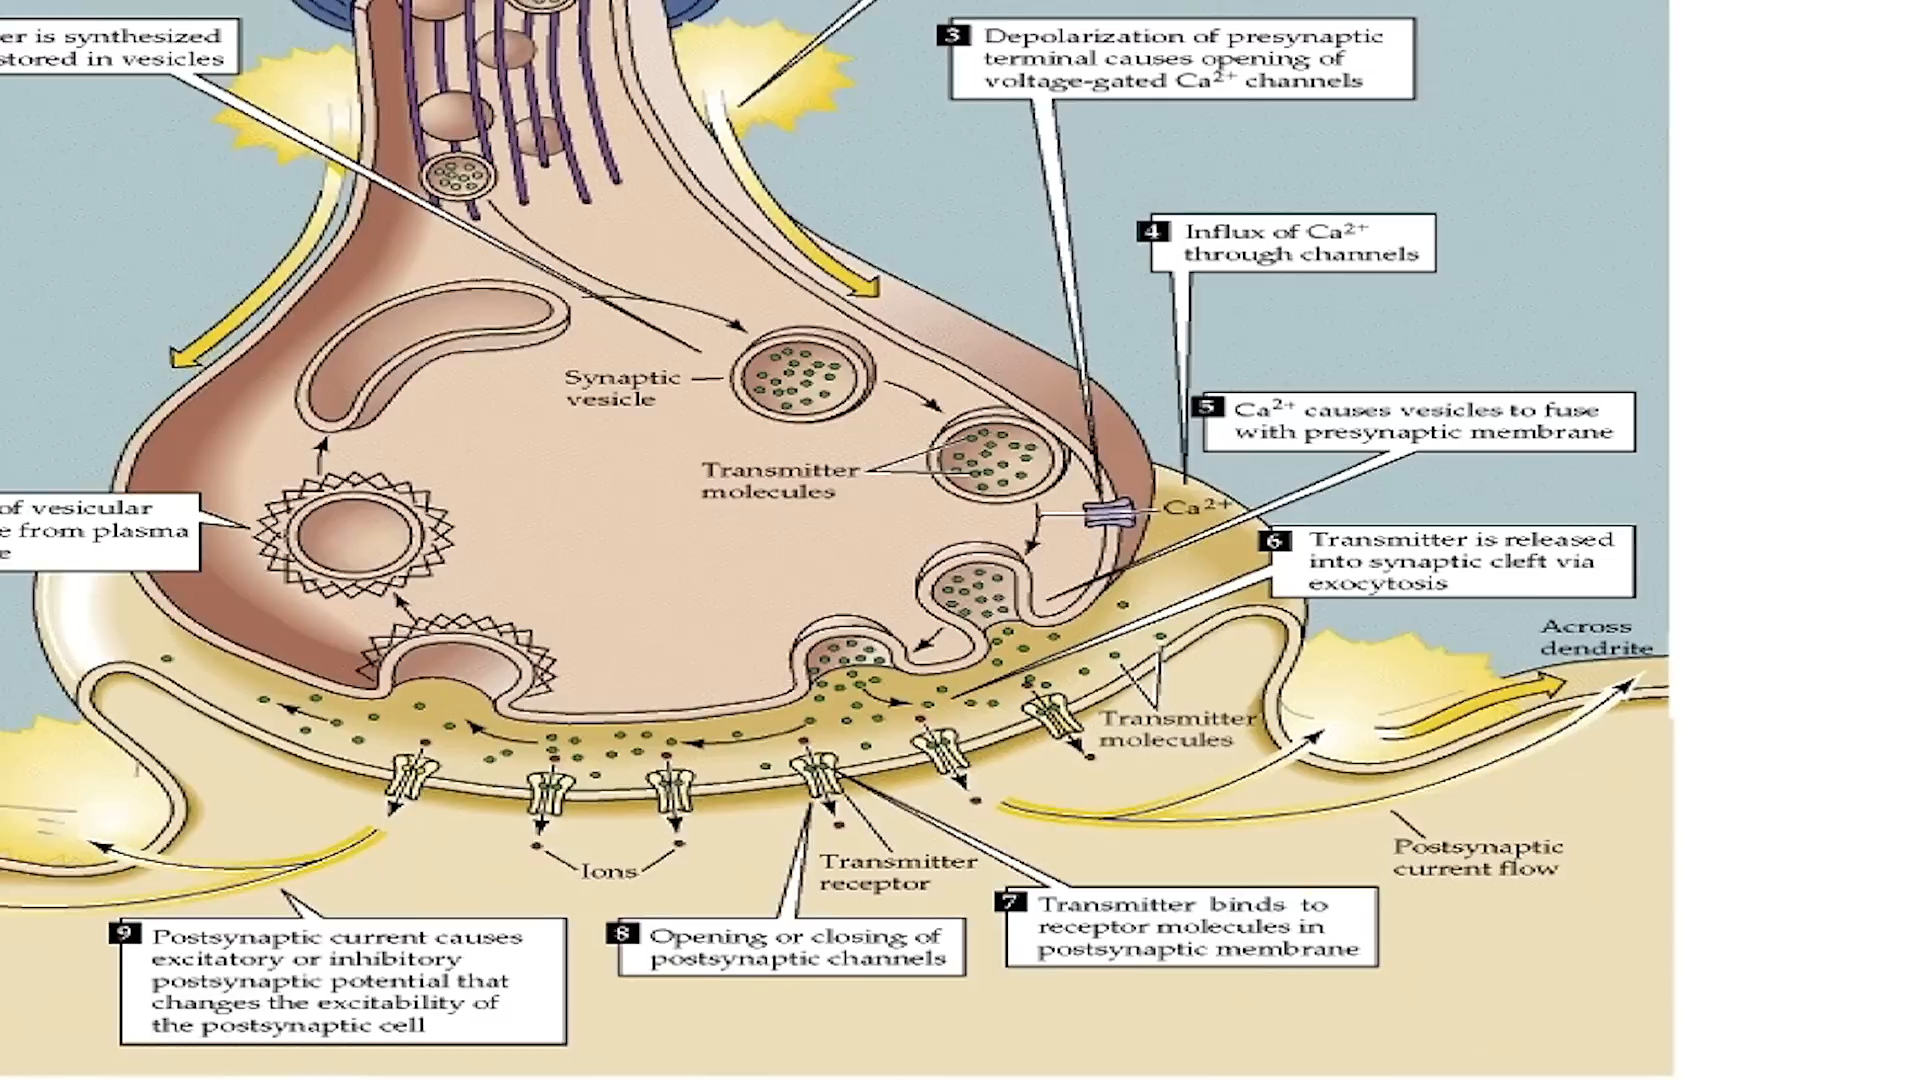 er is synthesized
stored in vesicles
3 Depolarization of presynaptic
terminal causes opening of
voltage-gated Ca²⁺ channels
4 Influx of Ca²⁺
through channels
Synaptic
vesicle
5 Ca²⁺ causes vesicles to fuse
with presynaptic membrane
Transmitter
molecules
Ca²⁺
of vesicular
e from plasma
e
6 Transmitter is released
into synaptic cleft via
exocytosis
Across
dendrite
Transmitter
molecules
Ions
Transmitter
receptor
Postsynaptic
current flow
7 Transmitter binds to
receptor molecules in
postsynaptic membrane
8 Opening or closing of
postsynaptic channels
9 Postsynaptic current causes
excitatory or inhibitory
postsynaptic potential that
changes the excitability of
the postsynaptic cell